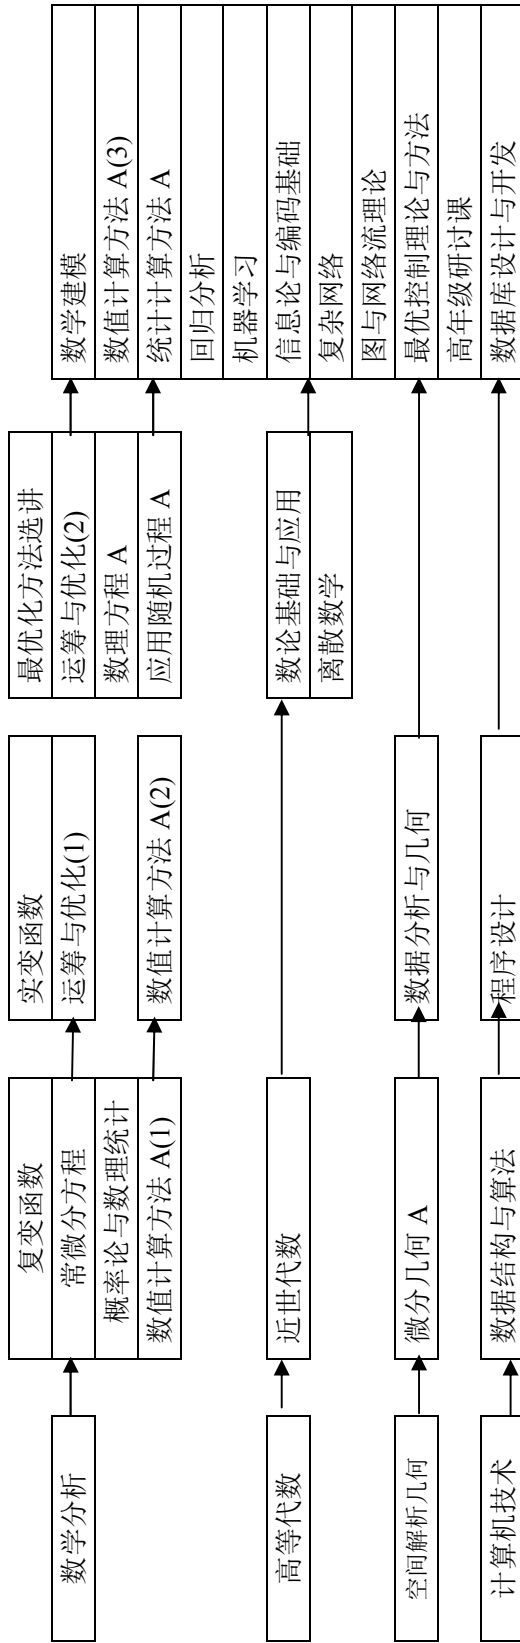 数学分析
高等代数
空间解析几何
计算机技术
复变函数
常微分方程
概率论与数理统计
数值计算方法 A(1)
近世代数
微分几何 A
数据结构与算法
实变函数
运筹与优化(1)
数值计算方法 A(2)
数据分析与几何
程序设计
最优化方法选讲
运筹与优化(2)
数理方程 A
应用随机过程 A
数论基础与应用
离散数学
数学建模
数值计算方法 A(3)
统计计算方法 A
回归分析
机器学习
信息论与编码基础
复杂网络
图与网络流理论
最优控制理论与方法
高年级研讨课
数据库设计与开发